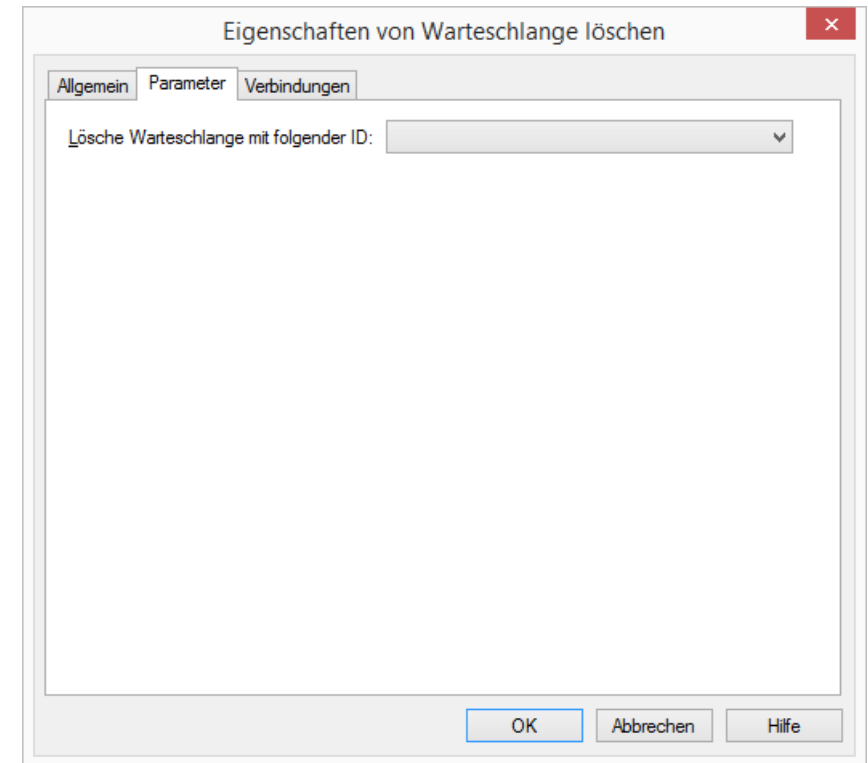 Eigenschaften von Warteschlange löschen
Allgemein Parameter Verbindungen
Lösche Warteschlange mit folgender ID:
OK Abbrechen Hilfe